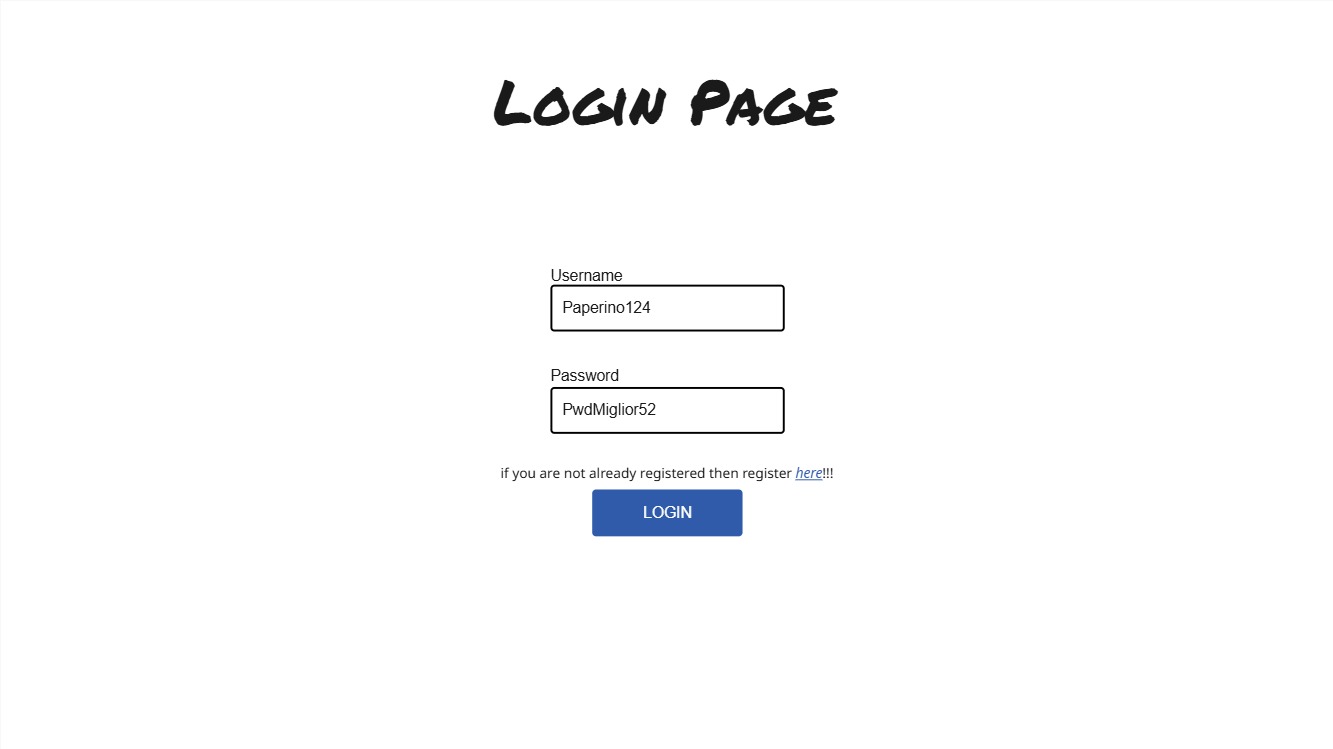 Login Page
Username
Paperino124
Password
PwdMiglior52
if you are not already registered then register here!!!
LOGIN